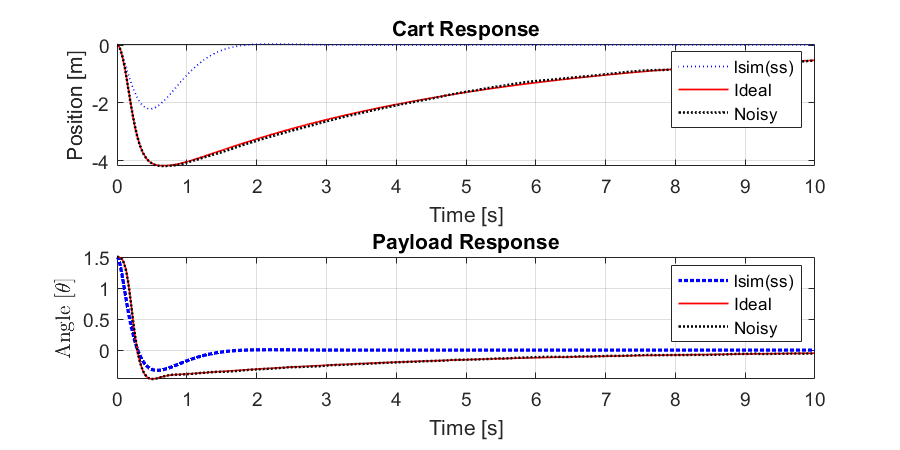 Cart Response
Position [m]
0
-2
-4
lsim(ss)
Ideal
Noisy
0 1 2 3 4 5 6 7 8 9 10
Time [s]
Payload Response
Angle [θ]
1.5
1
0.5
0
lsim(ss)
Ideal
Noisy
0 1 2 3 4 5 6 7 8 9 10
Time [s]